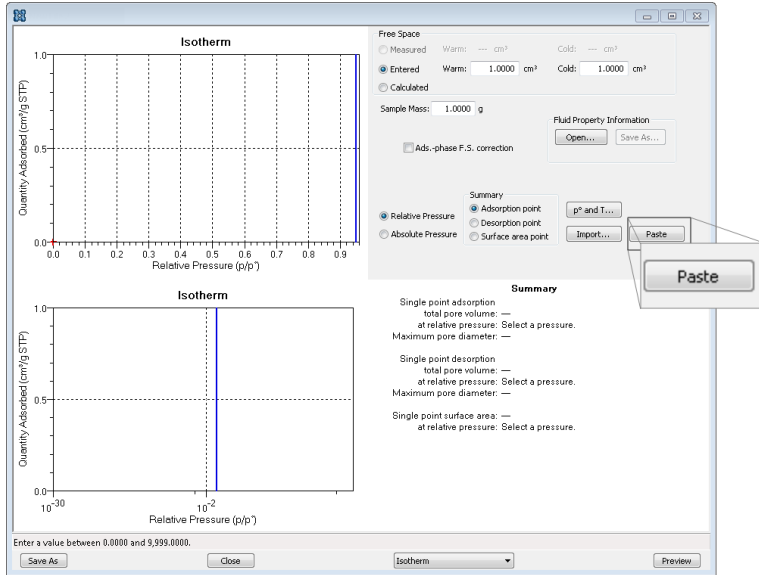 Isotherm
1.0
0.5
0.0
0.0 0.1 0.2 0.3 0.4 0.5 0.6 0.7 0.8 0.9
Quantity Adsorbed (cm³/g STP)
Relative Pressure (p/p°)
Free Space
Measured Warm: --- cm³ Cold: --- cm³
Entered Warm: 1.0000 cm³ Cold: 1.0000 cm³
Calculated
Sample Mass: 1.0000 g
Fluid Property Information
Open... Save As...
Ads.-phase F.S. correction
Relative Pressure
Absolute Pressure
Summary
Adsorption point
Desorption point
Surface area point
p° and T...
Import... Paste
Paste
Isotherm
1.0
0.5
0.0
10⁻³⁰ 10⁻²
Quantity Adsorbed (cm³/g STP)
Relative Pressure (p/p°)
Summary
Single point adsorption
total pore volume: —
at relative pressure: Select a pressure.
Maximum pore diameter: —
Single point desorption
total pore volume: —
at relative pressure: Select a pressure.
Maximum pore diameter: —
Single point surface area: —
at relative pressure: Select a pressure.
Enter a value between 0.0000 and 9,999.0000.
Save As Close Isotherm Preview